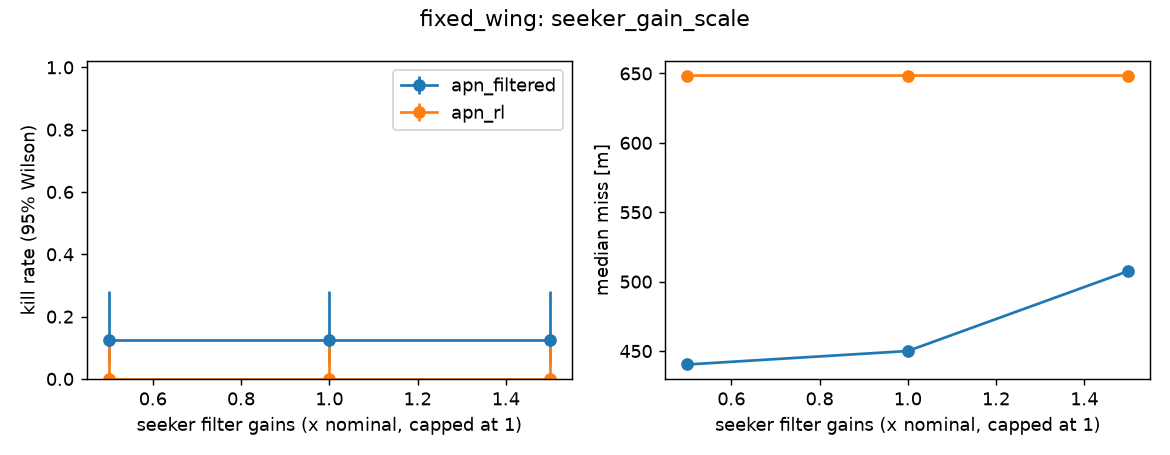 fixed_wing: seeker_gain_scale
1.0
0.8
0.6
0.4
0.2
0.0
kill rate (95% Wilson)
apn_filtered
apn_rl
0.6 0.8 1.0 1.2 1.4
seeker filter gains (x nominal, capped at 1)
650
600
550
500
450
median miss [m]
0.6 0.8 1.0 1.2 1.4
seeker filter gains (x nominal, capped at 1)